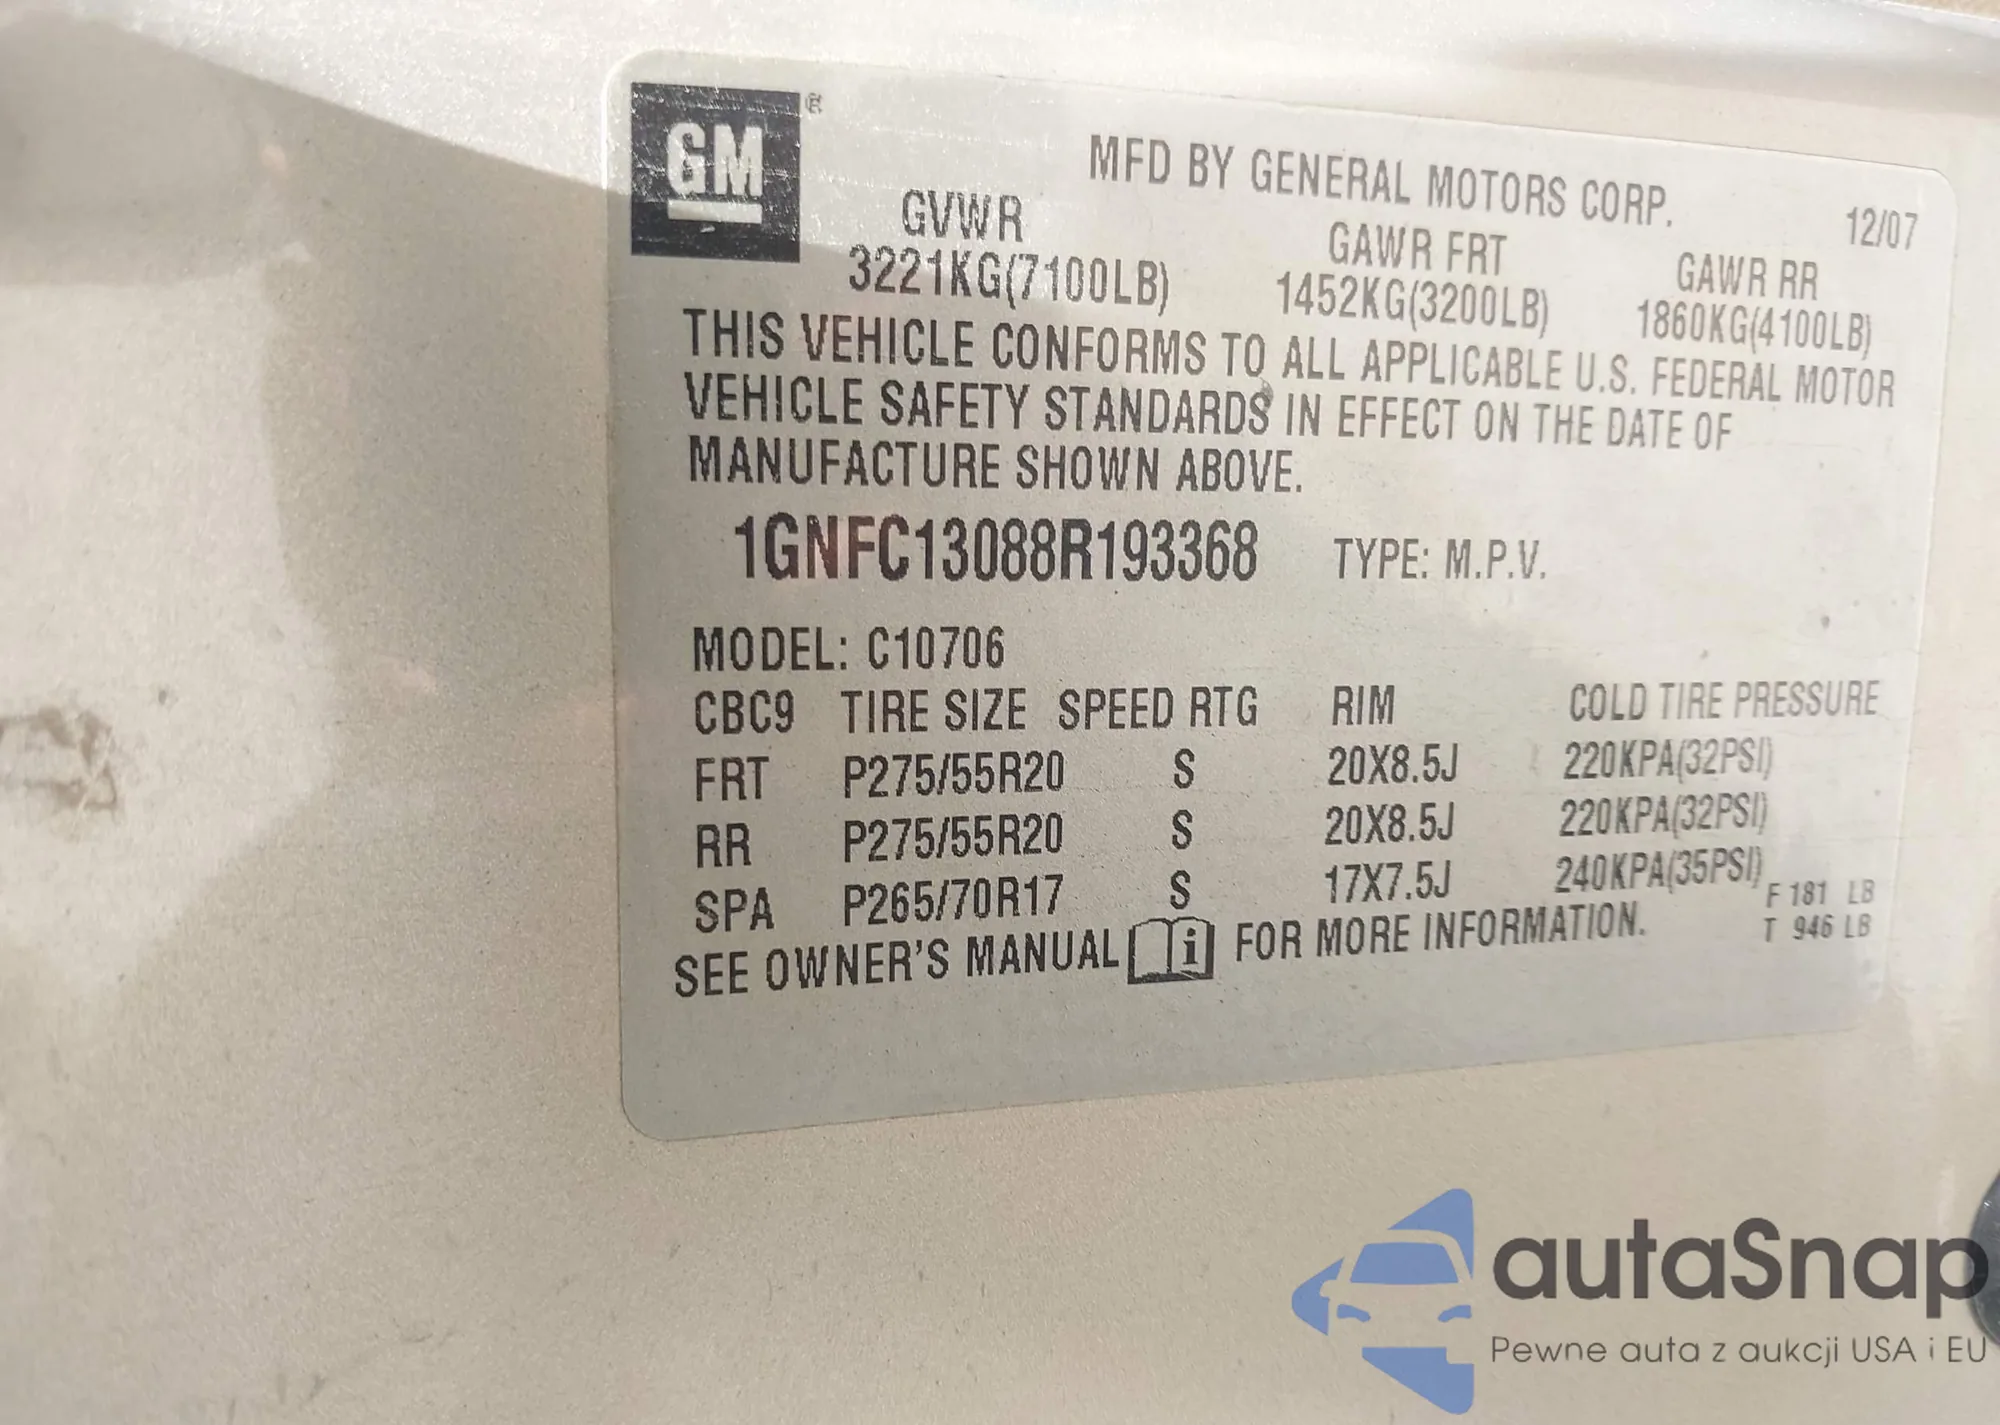 GM ®
MFD BY GENERAL MOTORS CORP.
12/07
GVWR GAWR FRT GAWR RR
3221KG(7100LB) 1452KG(3200LB) 1860KG(4100LB)
THIS VEHICLE CONFORMS TO ALL APPLICABLE U.S. FEDERAL MOTOR
VEHICLE SAFETY STANDARDS IN EFFECT ON THE DATE OF
MANUFACTURE SHOWN ABOVE.
1GNFC13088R193368 TYPE: M.P.V.
MODEL: C10706
CBC9 TIRE SIZE SPEED RTG RIM COLD TIRE PRESSURE
FRT P275/55R20 S 20X8.5J 220KPA(32PSI)
RR P275/55R20 S 20X8.5J 220KPA(32PSI)
SPA P265/70R17 S 17X7.5J 240KPA(35PSI)
F 181 LB
T 946 LB
SEE OWNER'S MANUAL i FOR MORE INFORMATION.
autaSnap
Pewne auta z aukcji USA i EU